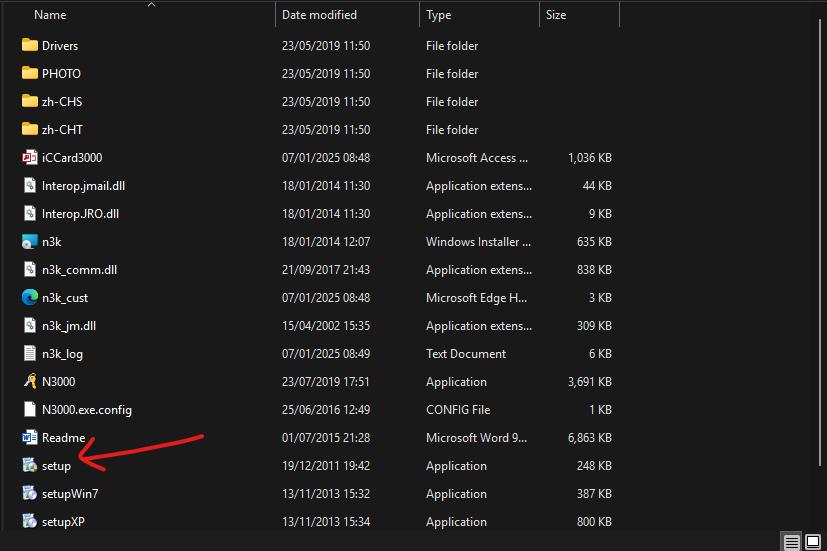 Name Date modified Type Size
Drivers 23/05/2019 11:50 File folder
PHOTO 23/05/2019 11:50 File folder
zh-CHS 23/05/2019 11:50 File folder
zh-CHT 23/05/2019 11:50 File folder
iCCard3000 07/01/2025 08:48 Microsoft Access ... 1,036 KB
Interop.jmail.dll 18/01/2014 11:30 Application extens... 44 KB
Interop.JRO.dll 18/01/2014 11:30 Application extens... 9 KB
n3k 18/01/2014 12:07 Windows Installer ... 635 KB
n3k_comm.dll 21/09/2017 21:43 Application extens... 838 KB
n3k_cust 07/01/2025 08:48 Microsoft Edge H... 3 KB
n3k_jm.dll 15/04/2002 15:35 Application extens... 309 KB
n3k_log 07/01/2025 08:49 Text Document 6 KB
N3000 23/07/2019 17:51 Application 3,691 KB
N3000.exe.config 25/06/2016 12:49 CONFIG File 1 KB
Readme 01/07/2015 21:28 Microsoft Word 9... 6,863 KB
setup 19/12/2011 19:42 Application 248 KB
setupWin7 13/11/2013 15:32 Application 387 KB
setupXP 13/11/2013 15:34 Application 800 KB